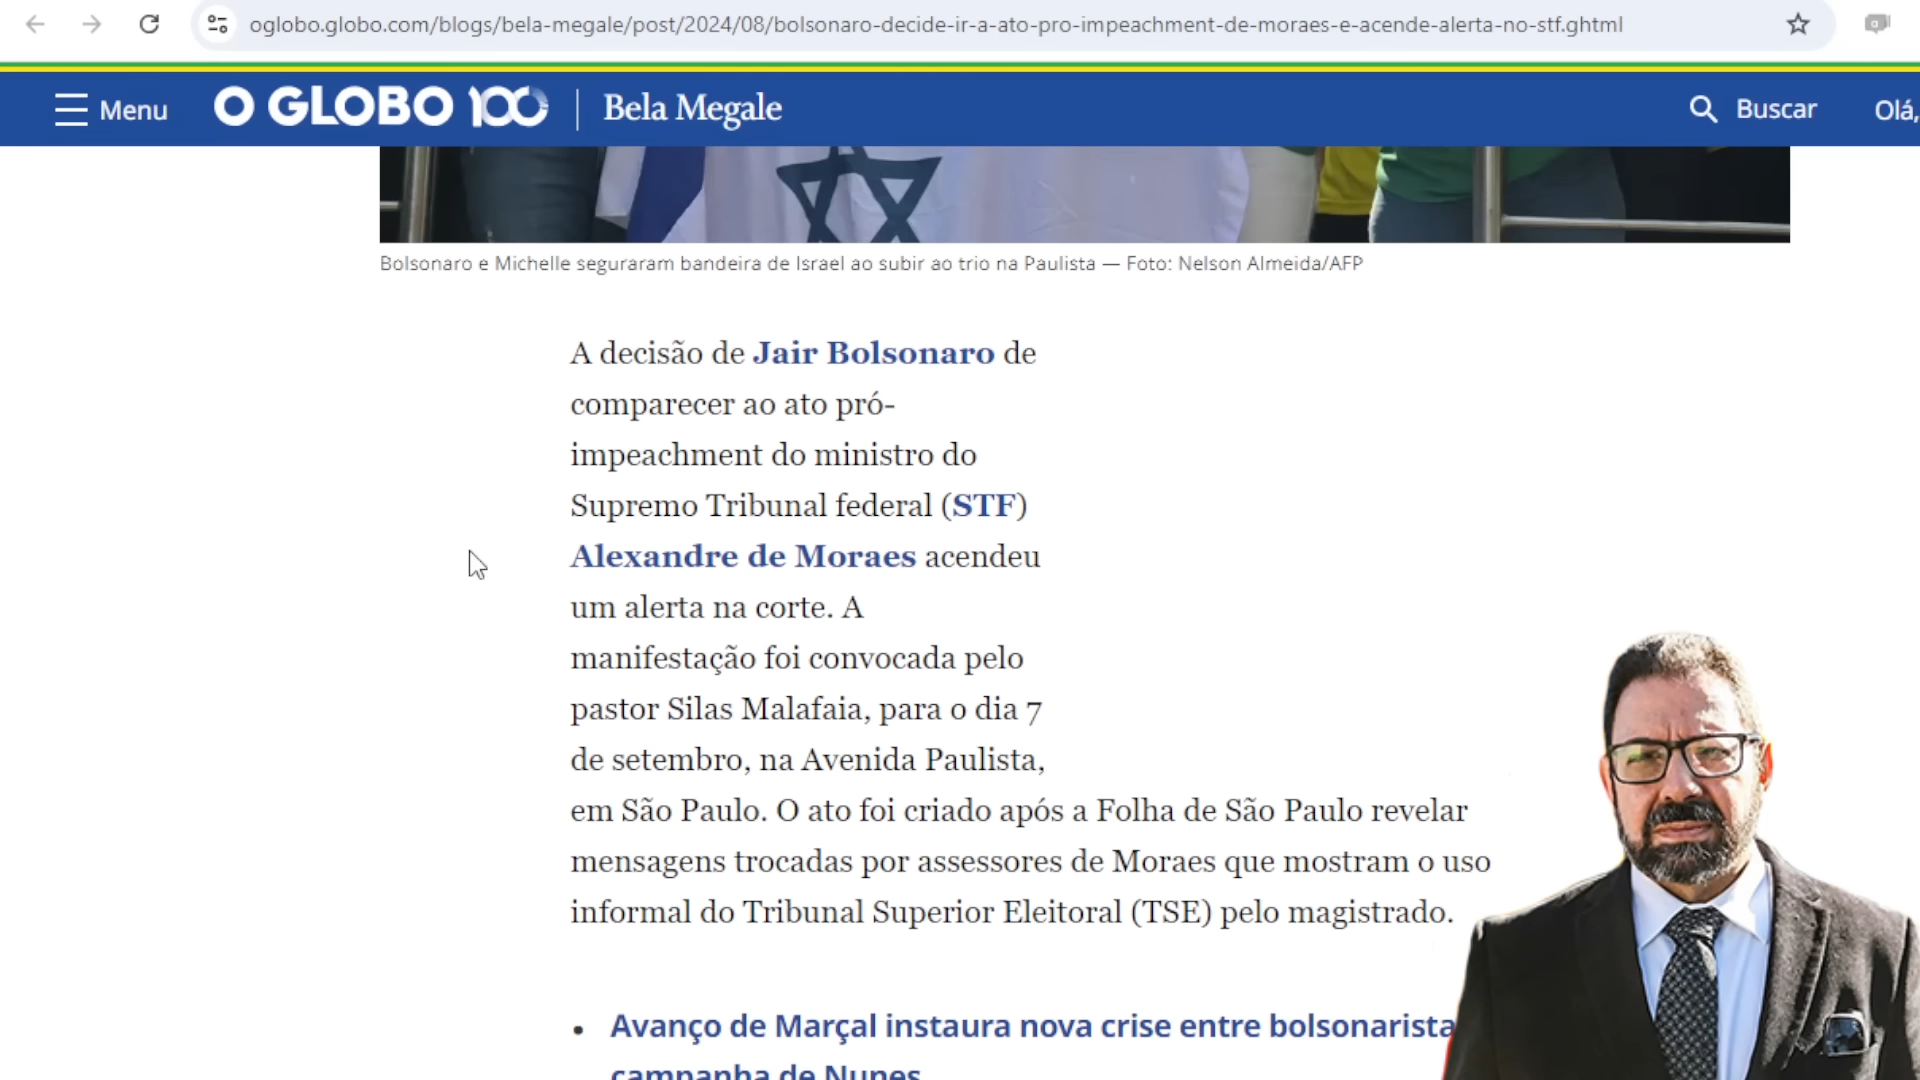 oglobo.globo.com/blogs/bela-megale/post/2024/08/bolsonaro-decide-ir-a-ato-pro-impeachment-de-moraes-e-acende-alerta-no-stf.ghtml
Menu
O GLOBO 100
Bela Megale
Buscar
Olá,
Bolsonaro e Michelle seguraram bandeira de Israel ao subir ao trio na Paulista — Foto: Nelson Almeida/AFP
A decisão de Jair Bolsonaro de
comparecer ao ato pró-
impeachment do ministro do
Supremo Tribunal federal (STF)
Alexandre de Moraes acendeu
um alerta na corte. A
manifestação foi convocada pelo
pastor Silas Malafaia, para o dia 7
de setembro, na Avenida Paulista,
em São Paulo. O ato foi criado após a Folha de São Paulo revelar
mensagens trocadas por assessores de Moraes que mostram o uso
informal do Tribunal Superior Eleitoral (TSE) pelo magistrado.
• Avanço de Marçal instaura nova crise entre bolsonarista
campanha de Nunes